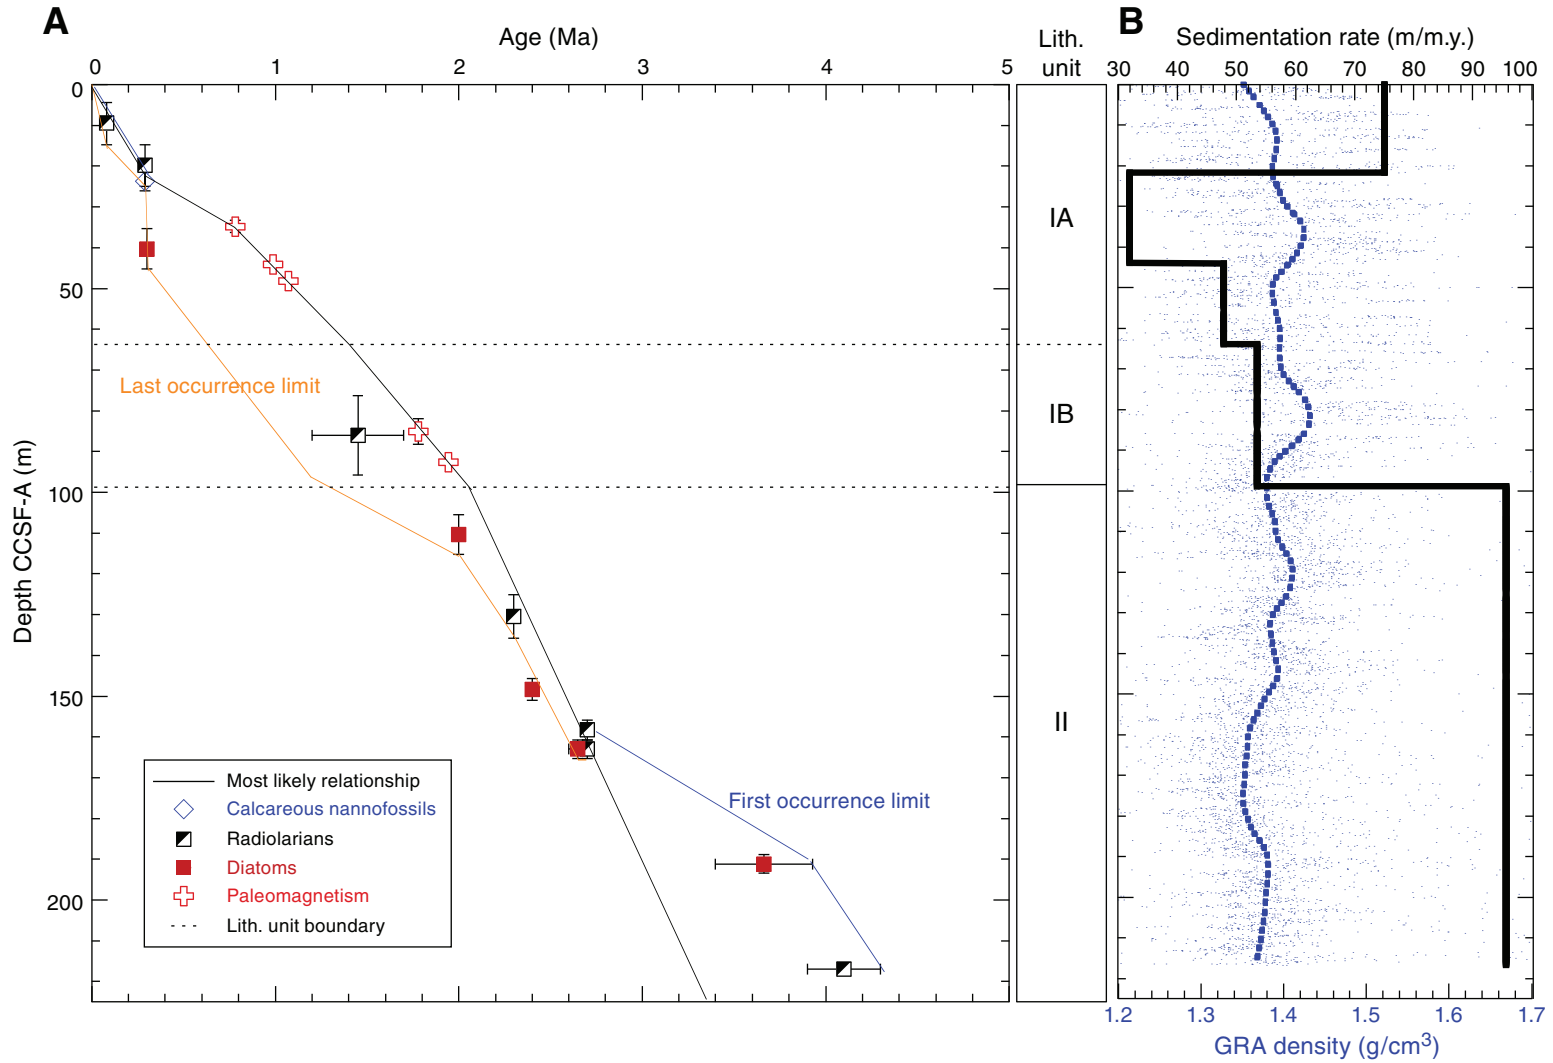 A
Age (Ma)
0 1 2 3 4 5
Depth CCSF-A (m)
0
50
100
150
200
Last occurrence limit
First occurrence limit
Most likely relationship
Calcareous nannofossils
Radiolarians
Diatoms
Paleomagnetism
Lith. unit boundary
Lith.
unit
IA
IB
II
B
Sedimentation rate (m/m.y.)
30 40 50 60 70 80 90 100
1.2 1.3 1.4 1.5 1.6 1.7
GRA density (g/cm³)